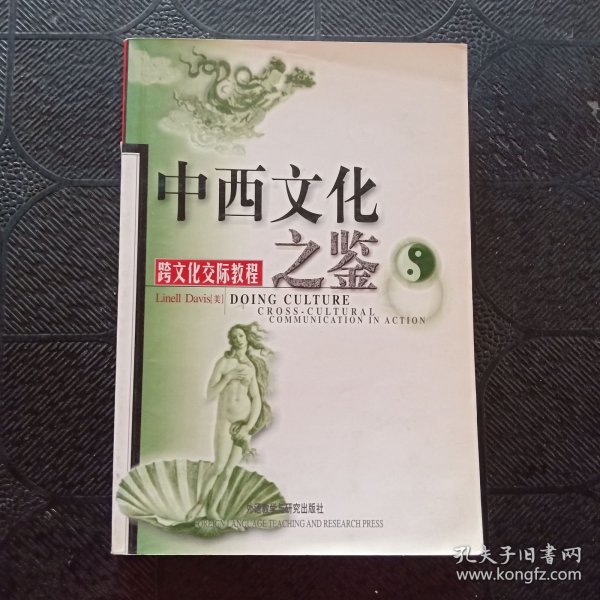 中西文化
之鉴
跨文化交际教程
Linell Davis[美]
DOING CULTURE
CROSS-CULTURAL
COMMUNICATION IN ACTION
外语教学与研究出版社
FOREIGN LANGUAGE TEACHING AND RESEARCH PRESS
孔夫子旧书网
www.kongfz.com